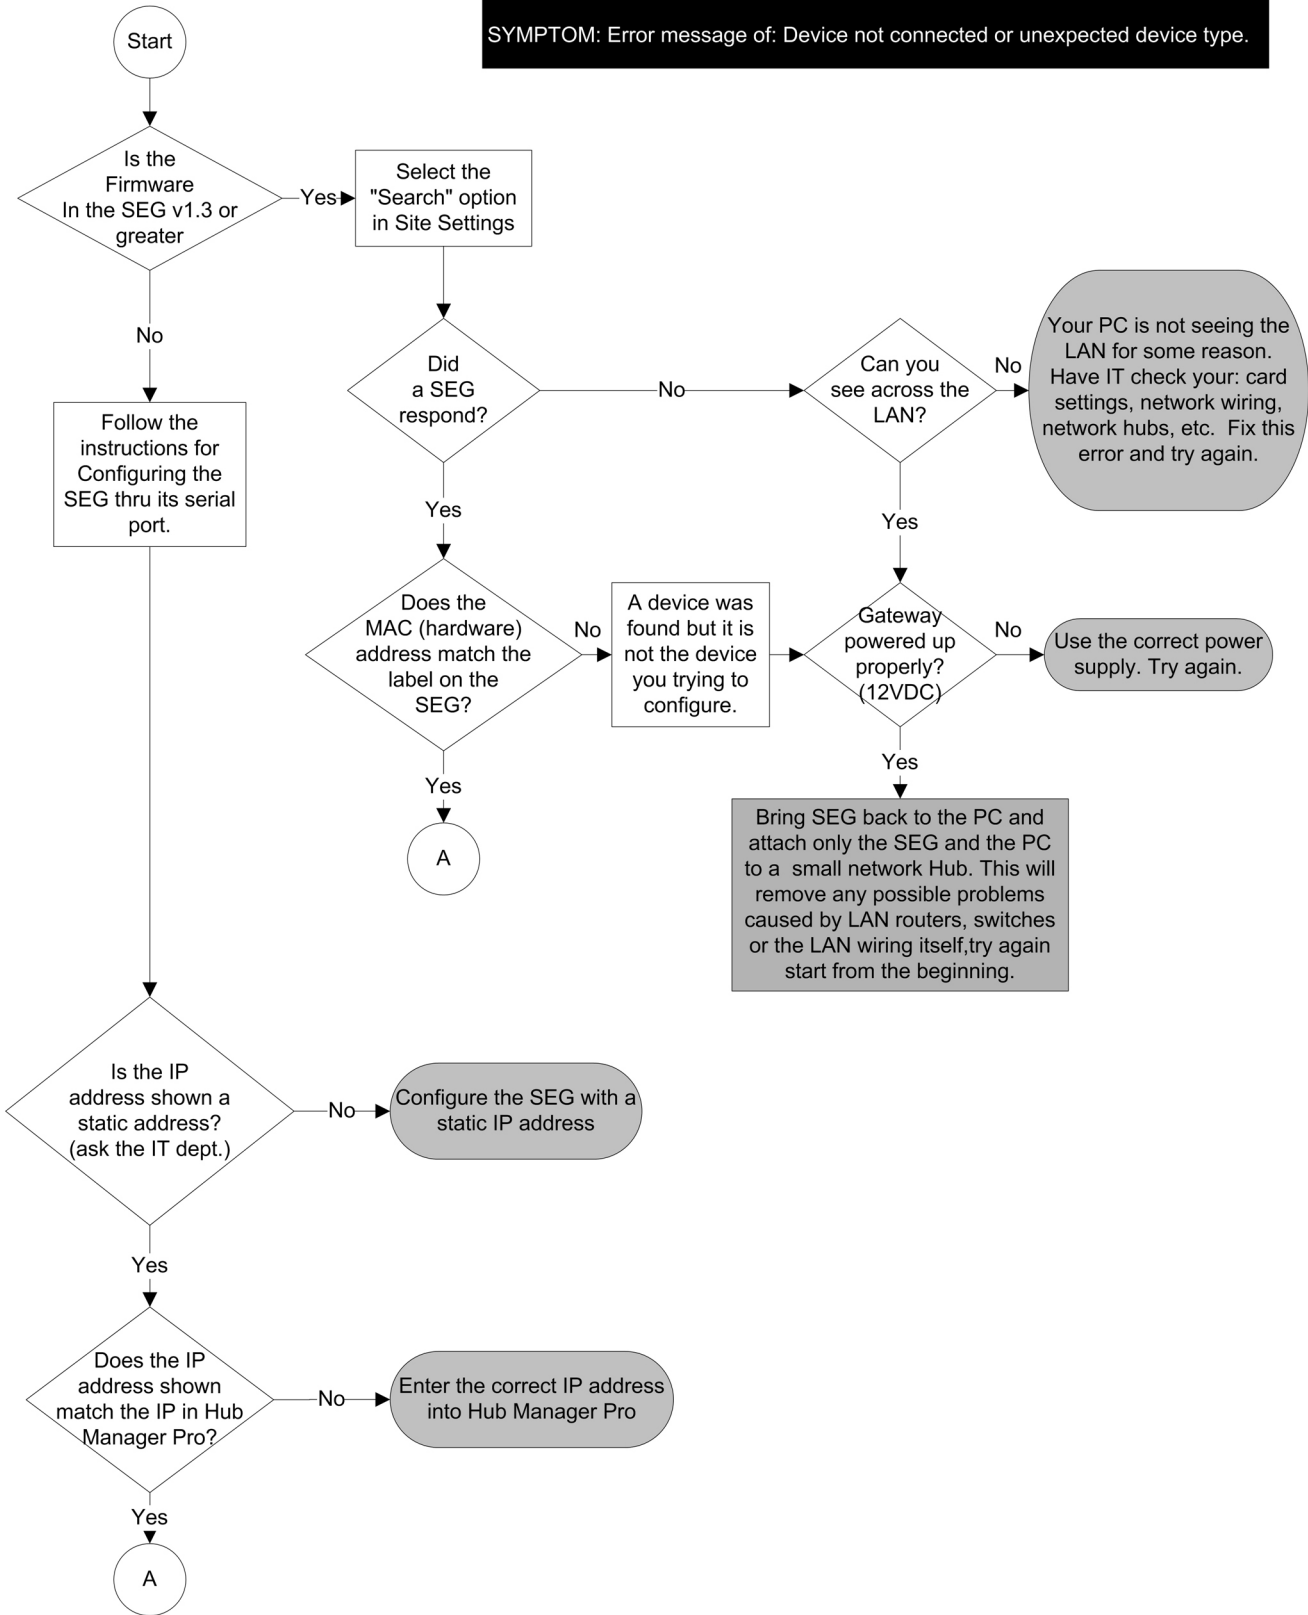 SYMPTOM: Error message of: Device not connected or unexpected device type.
Start
Is the
Firmware
In the SEG v1.3 or
greater
Yes
Select the
"Search" option
in Site Settings
No
Follow the
instructions for
Configuring the
SEG thru its serial
port.
Did
a SEG
respond?
No
Can you
see across the
LAN?
No
Your PC is not seeing the
LAN for some reason.
Have IT check your: card
settings, network wiring,
network hubs, etc.  Fix this
error and try again.
Yes
Yes
Does the
MAC (hardware)
address match the
label on the
SEG?
No
A device was
found but it is
not the device
you trying to
configure.
Gateway
powered up
properly?
(12VDC)
No
Use the correct power
supply. Try again.
Yes
A
Yes
Bring SEG back to the PC and
attach only the SEG and the PC
to a  small network Hub. This will
remove any possible problems
caused by LAN routers, switches
or the LAN wiring itself,try again
start from the beginning.
Is the IP
address shown a
static address?
(ask the IT dept.)
No
Configure the SEG with a
static IP address
Yes
Does the IP
address shown
match the IP in Hub
Manager Pro?
No
Enter the correct IP address
into Hub Manager Pro
Yes
A